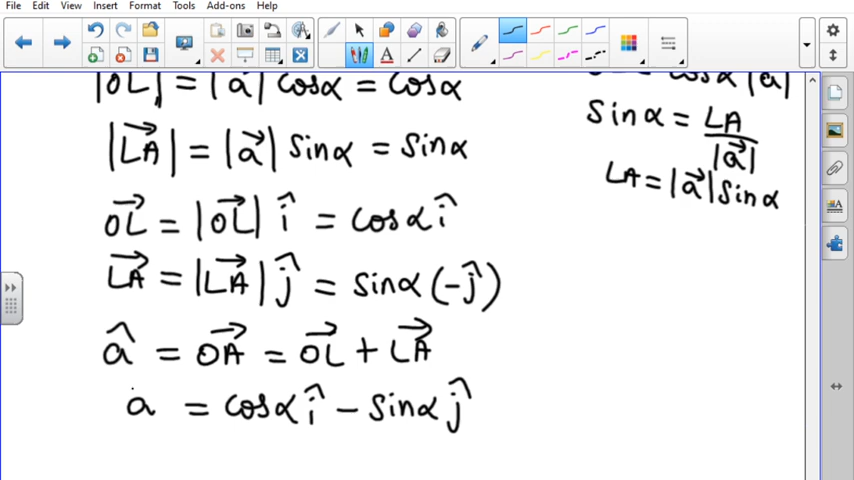 File Edit View Insert Format Tools Add-ons Help
|OL| = |a⃗| cosα = cosα
cosα |a⃗|
|LA⃗| = |a⃗| sinα = sinα
sinα = LA / |a⃗|
LA = |a⃗| sinα
OL⃗ = |OL⃗| î = cosα î
LA⃗ = |LA⃗| ĵ = sinα (-ĵ)
â = OA⃗ = OL⃗ + LA⃗
a = cosα î − sinα ĵ